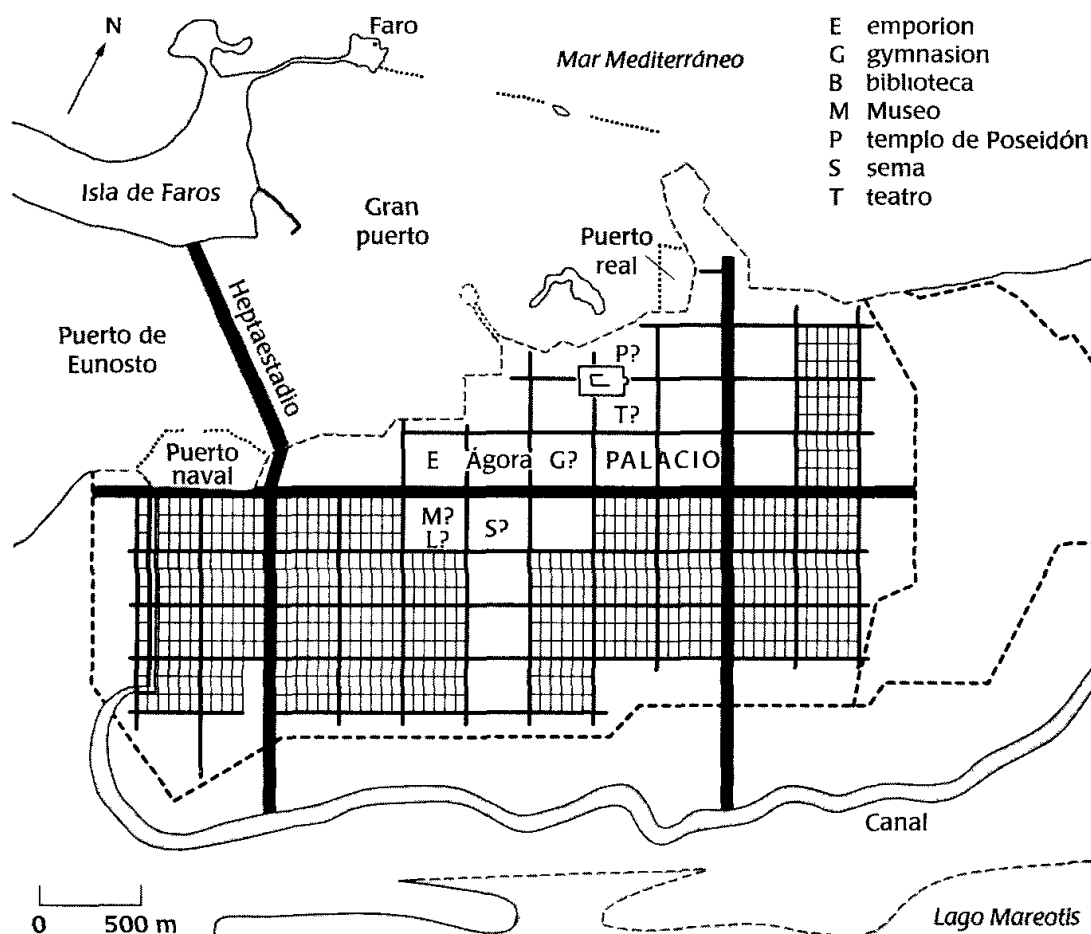 N
Faro
Mar Mediterráneo
E emporion
G gymnasion
B biblioteca
M Museo
P templo de Poseidón
S sema
T teatro
Isla de Faros
Gran
puerto
Puerto
real
Heptaestadio
Puerto de
Eunosto
P?
T?
Puerto
naval
E
Ágora
G?
PALACIO
M?
L?
S?
Canal
0 500 m
Lago Mareotis